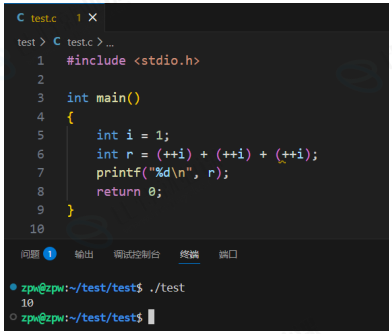 C test.c 1 X
test > C test.c > ...
1 #include <stdio.h>
2
3 int main()
4 {
5     int i = 1;
6     int r = (++i) + (++i) + (++i);
7     printf("%d\n", r);
8     return 0;
9 }
10
问题 1 输出 调试控制台 终端 端口
zpw@zpw:~/test/test$ ./test
10
zpw@zpw:~/test/test$